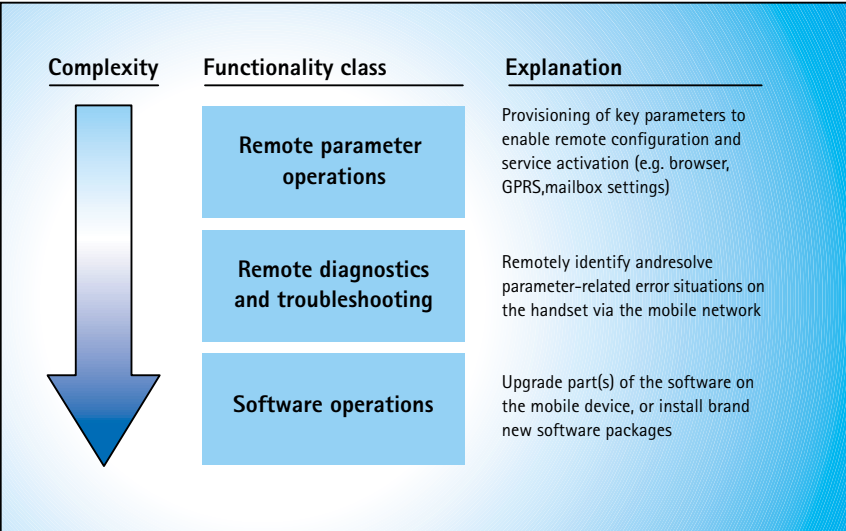 Complexity
Functionality class
Explanation
Remote parameter
operations
Provisioning of key parameters to
enable remote configuration and
service activation (e.g. browser,
GPRS,mailbox settings)
Remote diagnostics
and troubleshooting
Remotely identify andresolve
parameter-related error situations on
the handset via the mobile network
Software operations
Upgrade part(s) of the software on
the mobile device, or install brand
new software packages